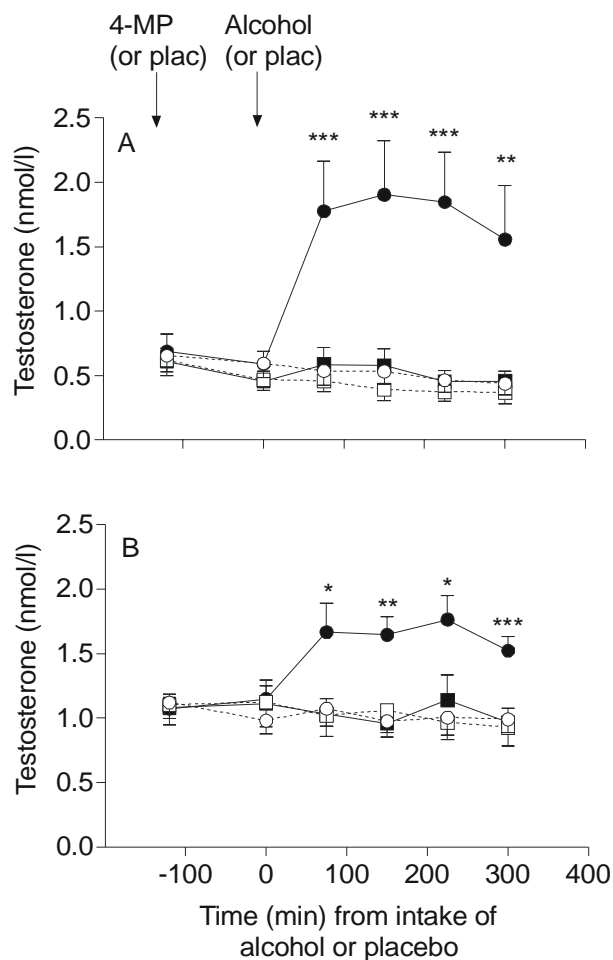 4-MP
(or plac)
Alcohol
(or plac)
A
Testosterone (nmol/l)
2.5
2.0
1.5
1.0
0.5
0.0
***
***
***
**
B
Testosterone (nmol/l)
2.5
2.0
1.5
1.0
0.5
0.0
*
**
*
***
-100
0
100
200
300
400
Time (min) from intake of
alcohol or placebo